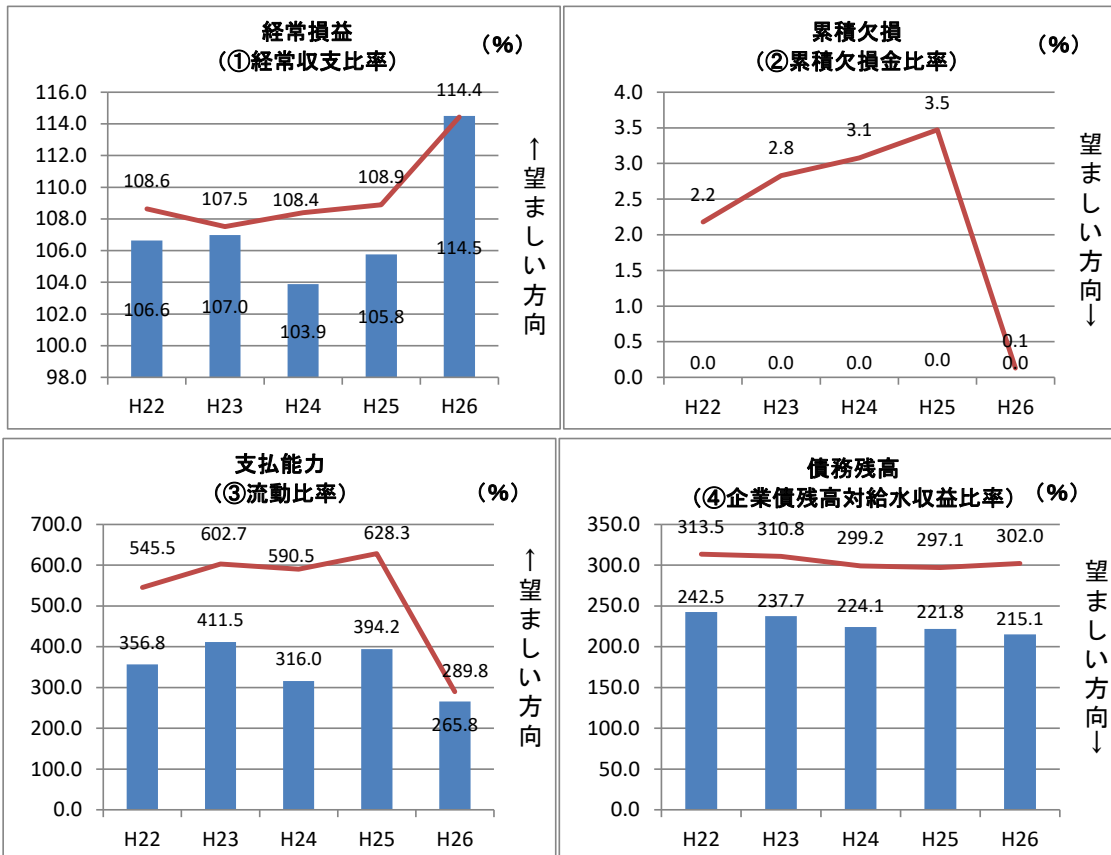 経常損益
（①経常収支比率）
（%）
116.0
114.0
112.0
110.0
108.0
106.0
104.0
102.0
100.0
98.0
108.6
107.5
108.4
108.9
114.4
106.6
107.0
103.9
105.8
114.5
H22
H23
H24
H25
H26
↑望ましい方向
累積欠損
（②累積欠損金比率）
（%）
4.0
3.5
3.0
2.5
2.0
1.5
1.0
0.5
0.0
2.2
2.8
3.1
3.5
0.1
0.0
0.0
0.0
0.0
0.0
H22
H23
H24
H25
H26
望ましい方向↓
支払能力
（③流動比率）
（%）
700.0
600.0
500.0
400.0
300.0
200.0
100.0
0.0
545.5
602.7
590.5
628.3
289.8
356.8
411.5
316.0
394.2
265.8
H22
H23
H24
H25
H26
↑望ましい方向
債務残高
（④企業債残高対給水収益比率）
（%）
350.0
300.0
250.0
200.0
150.0
100.0
50.0
0.0
313.5
310.8
299.2
297.1
302.0
242.5
237.7
224.1
221.8
215.1
H22
H23
H24
H25
H26
望ましい方向↓